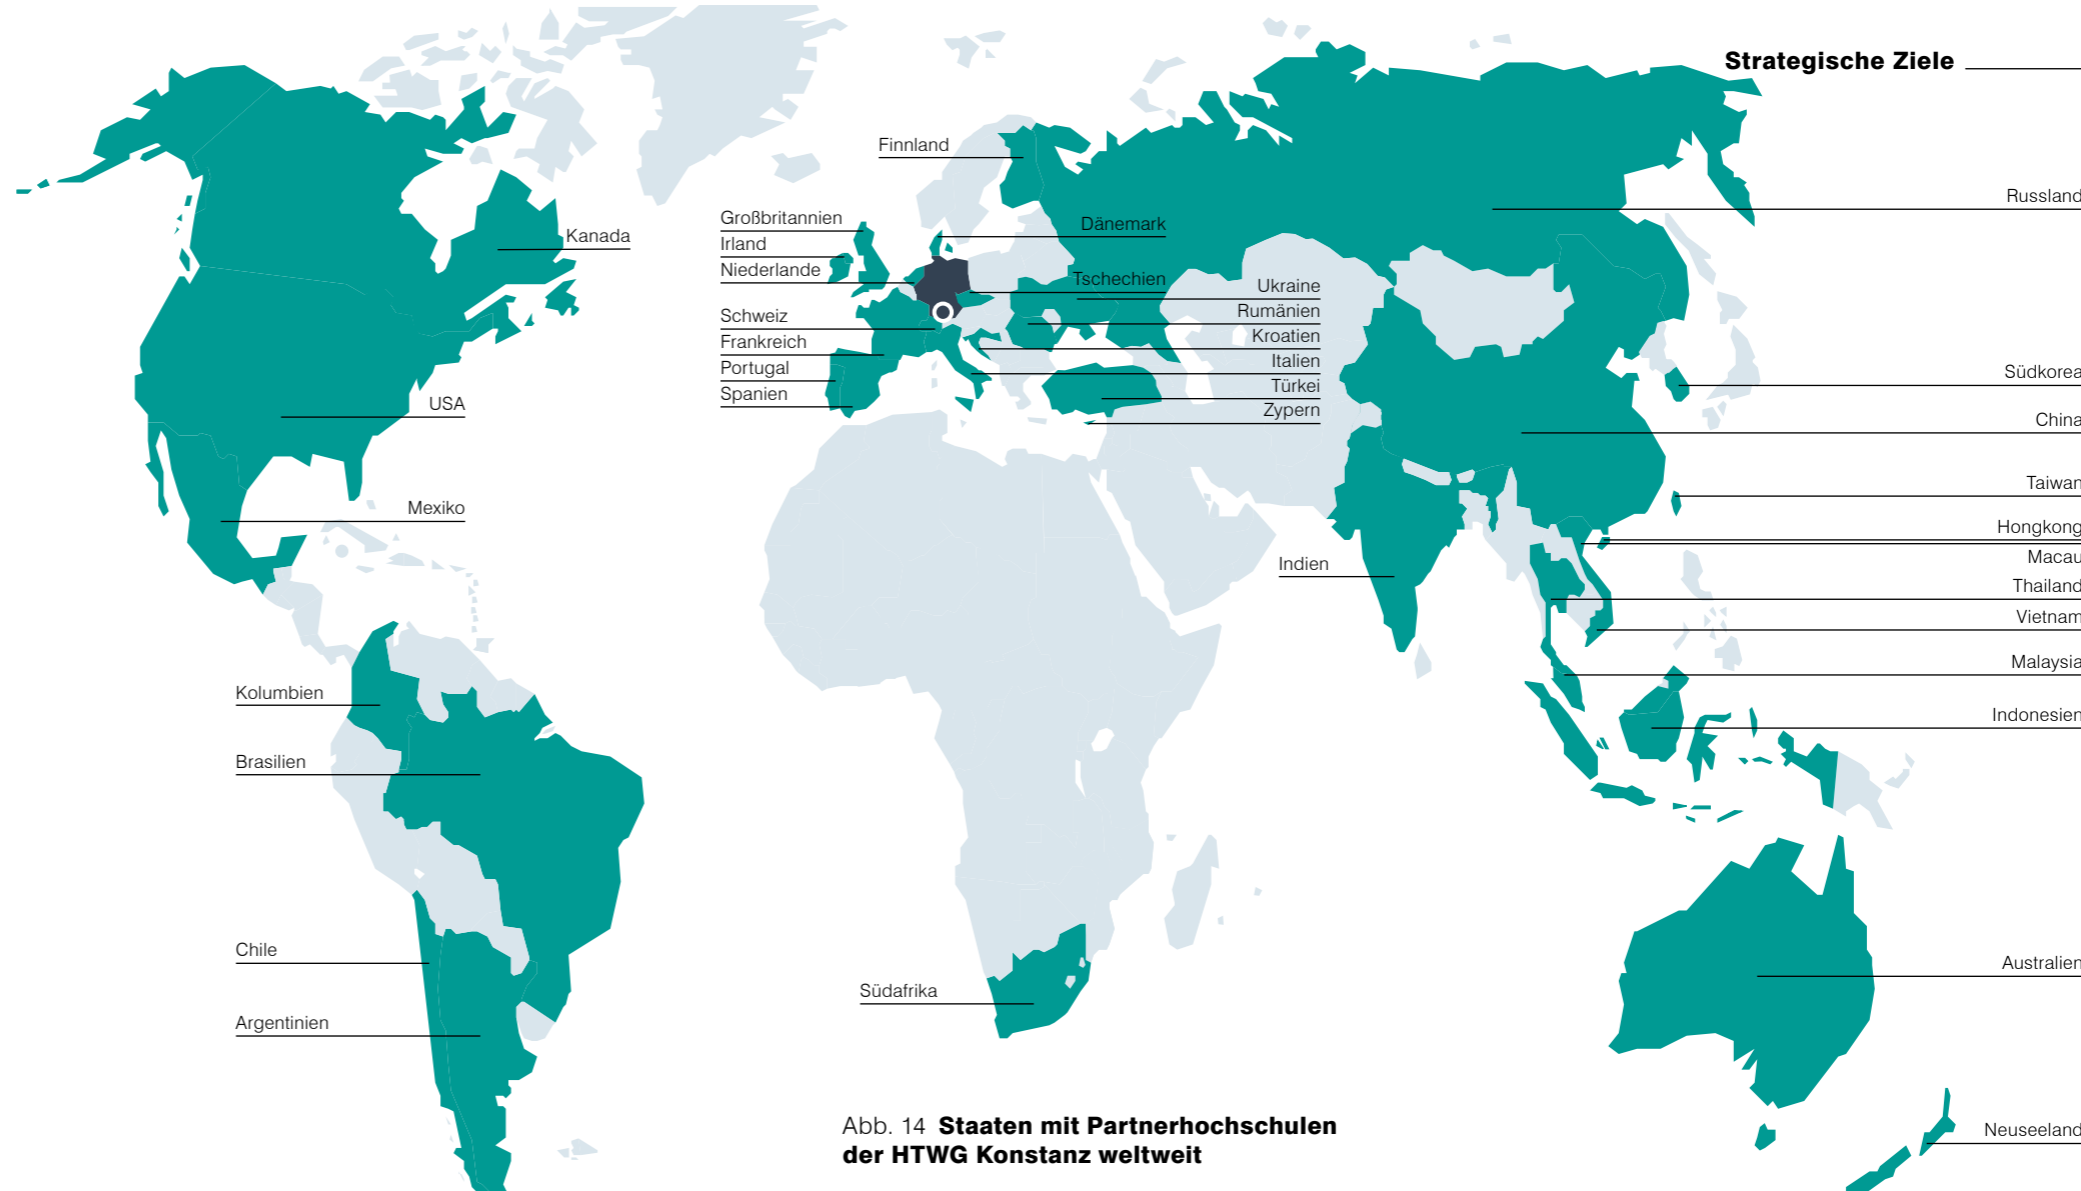 Strategische Ziele
Finnland
Russland
Großbritannien
Dänemark
Irland
Kanada
Niederlande
Tschechien
Ukraine
Schweiz
Rumänien
Frankreich
Kroatien
Portugal
Italien
Spanien
Türkei
Zypern
Südkorea
USA
China
Taiwan
Mexiko
Hongkong
Macau
Indien
Thailand
Vietnam
Malaysia
Kolumbien
Indonesien
Brasilien
Chile
Australien
Südafrika
Argentinien
Neuseeland
Abb. 14 Staaten mit Partnerhochschulen
der HTWG Konstanz weltweit